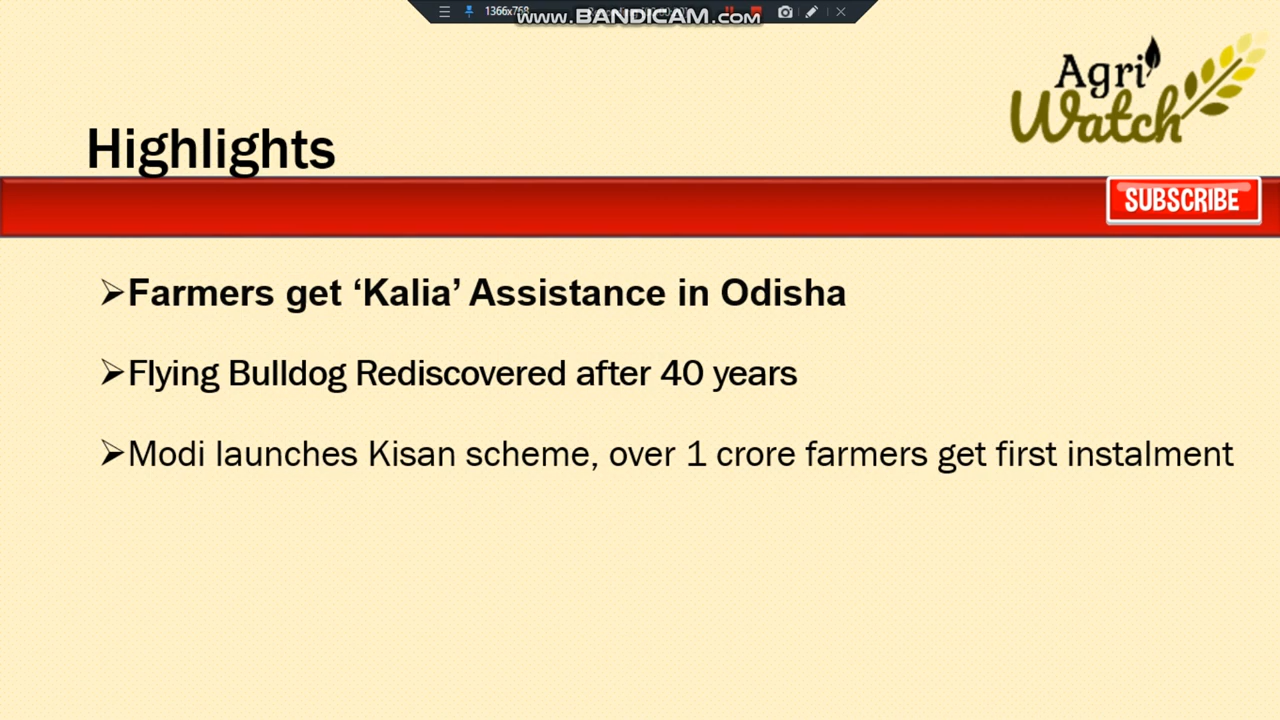 1366x768
www.BANDICAM.com
Agri
Watch
Highlights
SUBSCRIBE
➢Farmers get ‘Kalia’ Assistance in Odisha
➢Flying Bulldog Rediscovered after 40 years
➢Modi launches Kisan scheme, over 1 crore farmers get first instalment